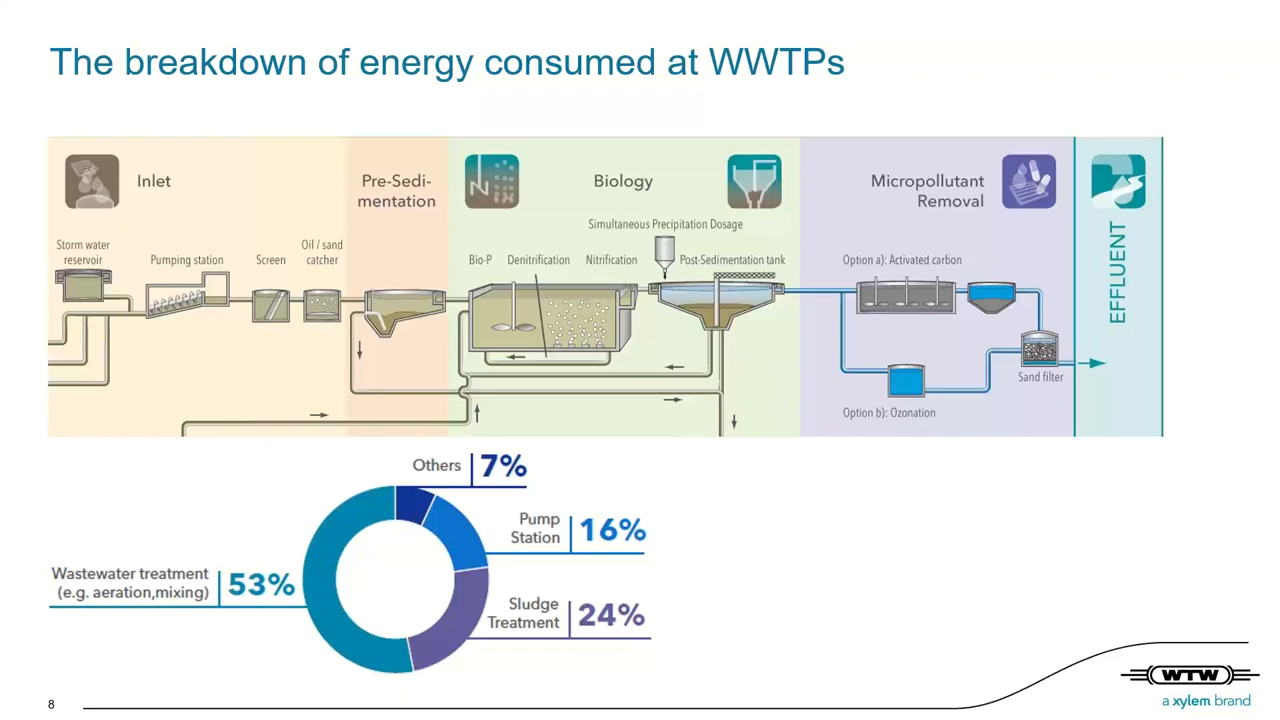 The breakdown of energy consumed at WWTPs
Inlet
Pre-Sedi-
mentation
Biology
Micropollutant
Removal
Storm water
reservoir
Pumping station
Screen
Oil / sand
catcher
Simultaneous Precipitation Dosage
Bio-P
Denitrification
Nitrification
Post-Sedimentation tank
Option a): Activated carbon
Sand filter
Option b): Ozonation
EFFLUENT
Others 7%
Pump
Station
16%
Wastewater treatment
(e.g. aeration,mixing)
53%
Sludge
Treatment
24%
8
WTW
a xylem brand